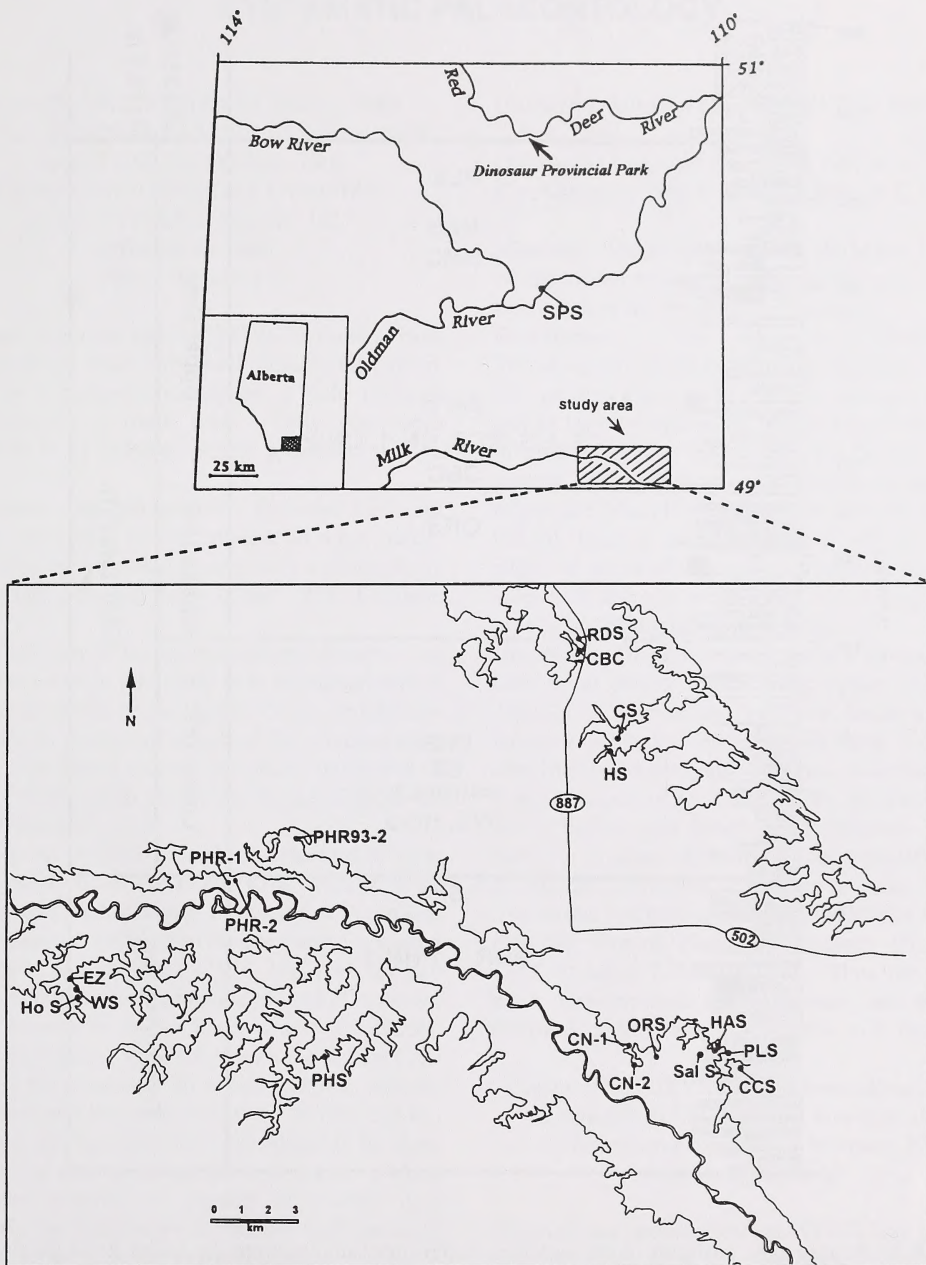 114°
110°
51°
Red
Deer
River
Bow River
Dinosaur Provincial Park
SPS
Oldman
River
Alberta
25 km
study area
Milk
River
49°
RDS
CBC
N
CS
HS
887
PHR93-2
PHR-1
PHR-2
502
EZ
Ho S
WS
ORS
HAS
CN-1
PLS
Sal S
CN-2
CCS
PHS
0 1 2 3
km